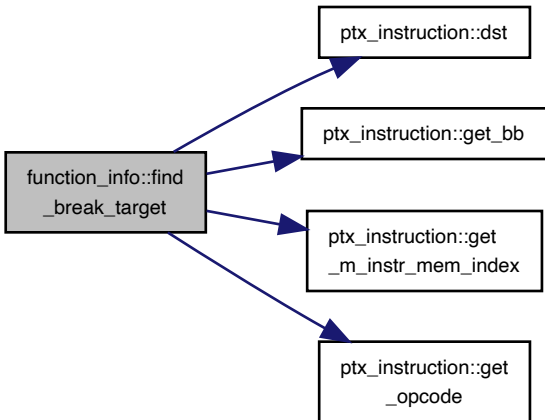 ptx_instruction::dst
ptx_instruction::get_bb
function_info::find
_break_target
ptx_instruction::get
_m_instr_mem_index
ptx_instruction::get
_opcode